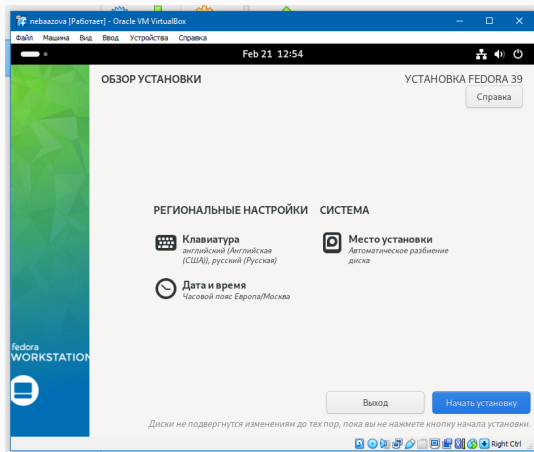 nebaazova [Работает] - Oracle VM VirtualBox
Файл Машина Вид Ввод Устройства Справка
Feb 21 12:54
ОБЗОР УСТАНОВКИ
УСТАНОВКА FEDORA 39
Справка
РЕГИОНАЛЬНЫЕ НАСТРОЙКИ
Клавиатура
английский (Английская
(США)), русский (Русская)
Дата и время
Часовой пояс Европа/Москва
СИСТЕМА
Место установки
Автоматическое разбиение
диска
fedora
WORKSTATION
Выход
Начать установку
Диски не подвергнутся изменениям до тех пор, пока вы не нажмете кнопку начала установки.
Right Ctrl